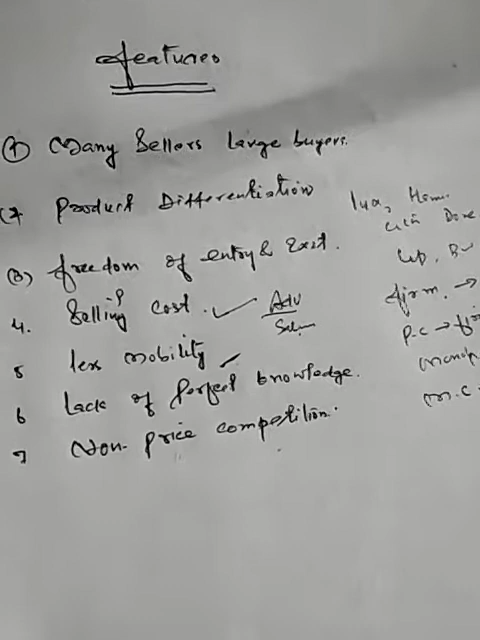 Features
(1) Many Sellers Large buyers.
(2) Product Differentiation
Lux,
(3) freedom of entry & Exit.
4. Selling Cost. ✓ Adv
firm. →
5 less mobility
P.C →
6 Lack of Perfect knowledge.
7 Non-Price Competition.
M.C.